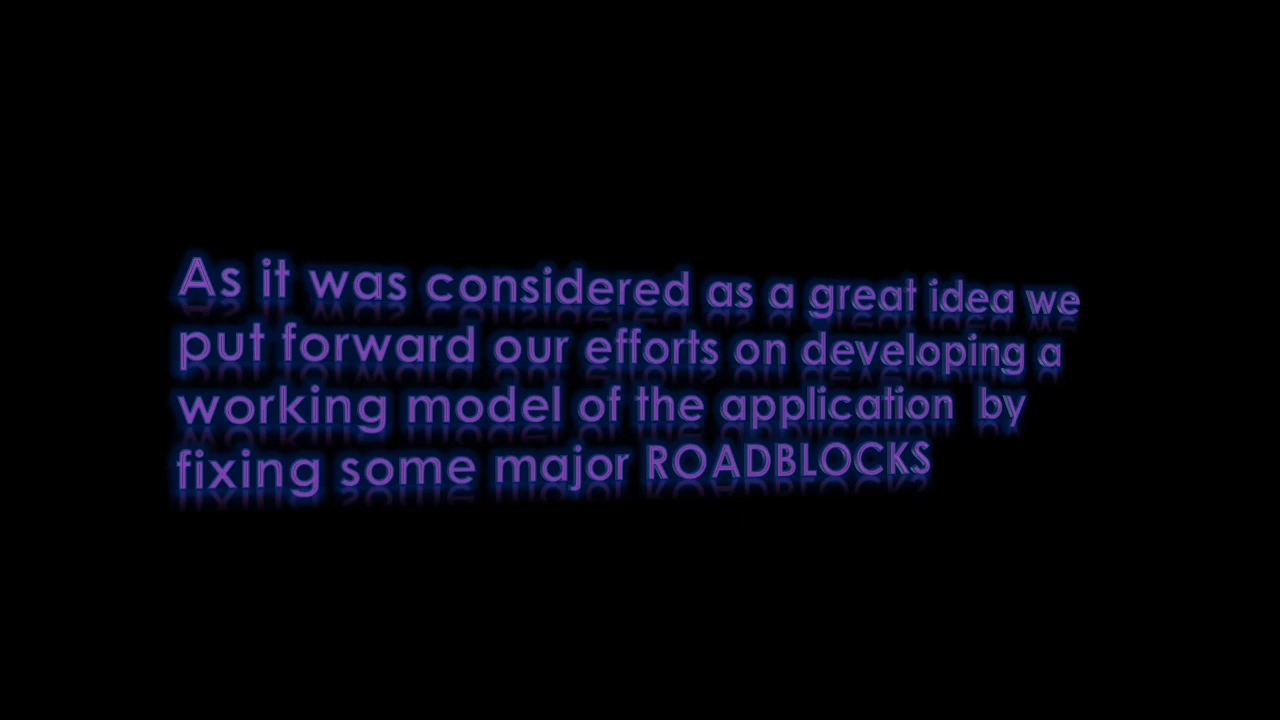 As it was considered as a great idea we
put forward our efforts on developing a
working model of the application  by
fixing some major ROADBLOCKS